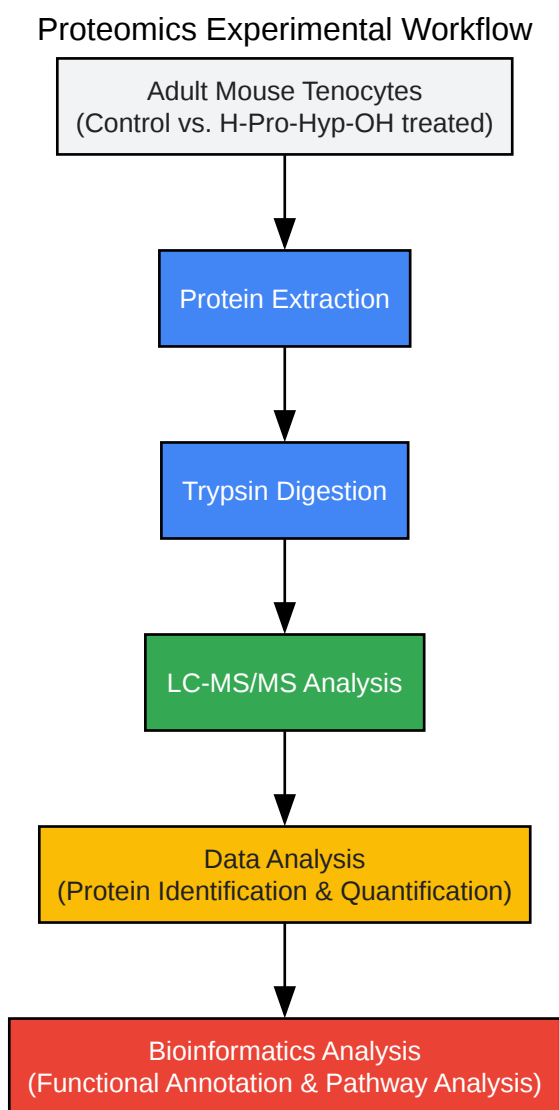 Proteomics Experimental Workflow
Adult Mouse Tenocytes
(Control vs. H-Pro-Hyp-OH treated)
Protein Extraction
Trypsin Digestion
LC-MS/MS Analysis
Data Analysis
(Protein Identification & Quantification)
Bioinformatics Analysis
(Functional Annotation & Pathway Analysis)